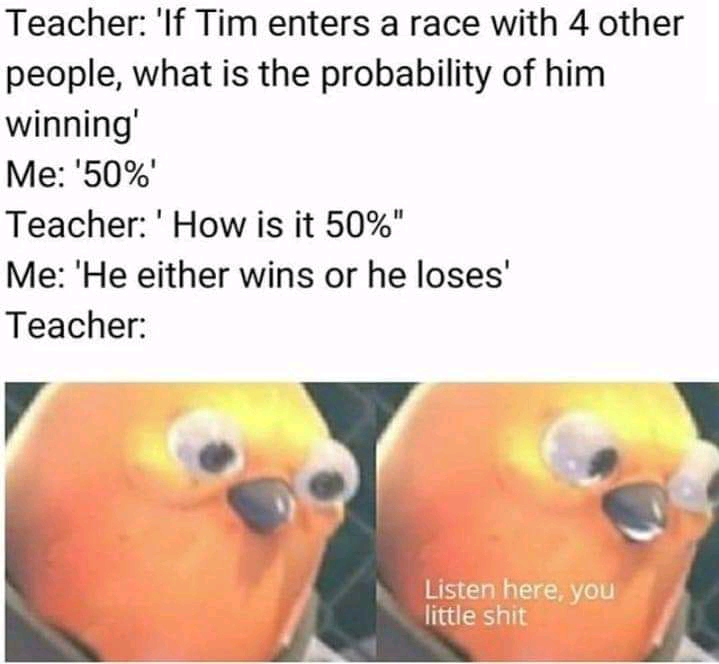 Teacher: 'If Tim enters a race with 4 other
people, what is the probability of him
winning'
Me: '50%'
Teacher: ' How is it 50%"
Me: 'He either wins or he loses'
Teacher:
Listen here, you
little shit